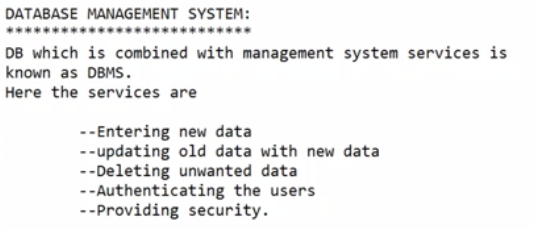 DATABASE MANAGEMENT SYSTEM:
***************************
DB which is combined with management system services is
known as DBMS.
Here the services are
--Entering new data
--updating old data with new data
--Deleting unwanted data
--Authenticating the users
--Providing security.